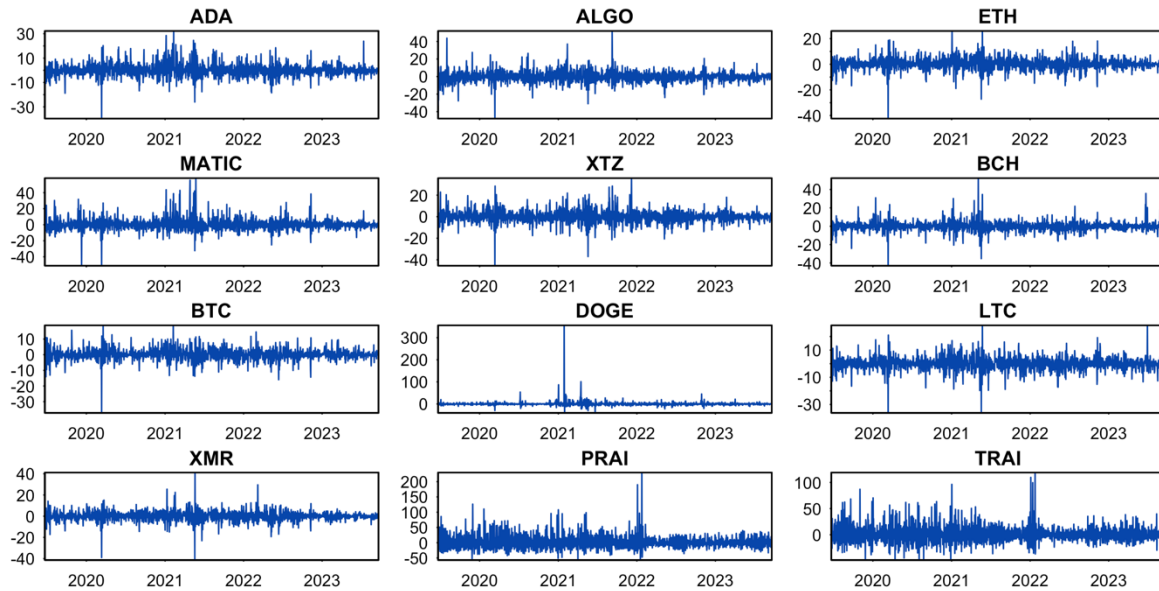 ADA ALGO ETH
30 10 -10 -30
40 20 0 -20 -40
20 0 -20 -40
2020 2021 2022 2023 2020 2021 2022 2023 2020 2021 2022 2023
MATIC XTZ BCH
40 20 0 -20 -40
20 0 -20 -40
40 20 0 -20 -40
2020 2021 2022 2023 2020 2021 2022 2023 2020 2021 2022 2023
BTC DOGE LTC
10 0 -10 -20 -30
300 200 100 0
10 -10 -30
2020 2021 2022 2023 2020 2021 2022 2023 2020 2021 2022 2023
XMR PRAI TRAI
40 20 0 -20 -40
200 150 100 50 0 -50
100 50 0
2020 2021 2022 2023 2020 2021 2022 2023 2020 2021 2022 2023